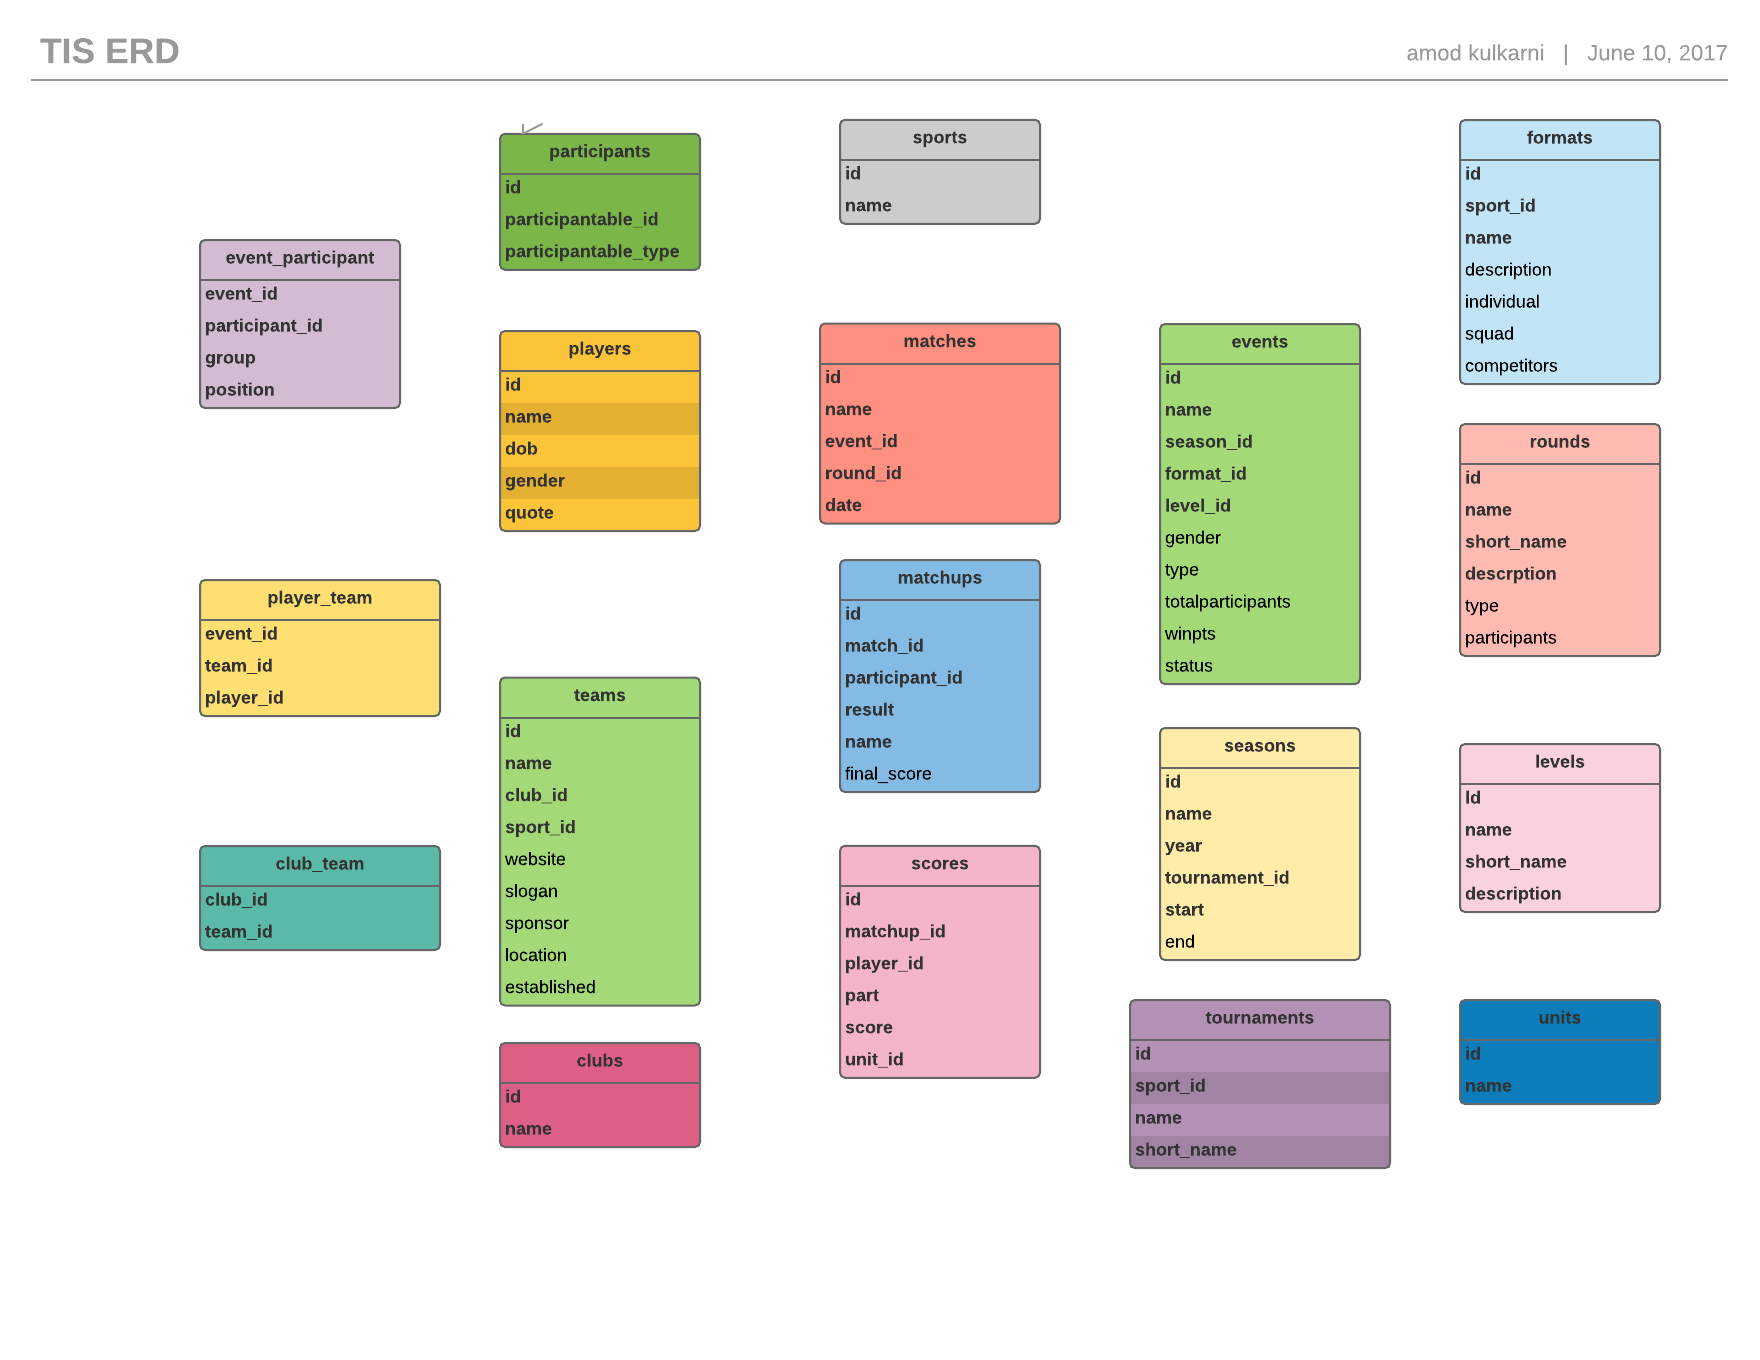 TIS ERD
amod kulkarni | June 10, 2017
event_participant
event_id
participant_id
group
position
player_team
event_id
team_id
player_id
club_team
club_id
team_id
participants
id
participantable_id
participantable_type
players
id
name
dob
gender
quote
teams
id
name
club_id
sport_id
website
slogan
sponsor
location
established
clubs
id
name
sports
id
name
matches
id
name
event_id
round_id
date
matchups
id
match_id
participant_id
result
name
final_score
scores
id
matchup_id
player_id
part
score
unit_id
events
id
name
season_id
format_id
level_id
gender
type
totalparticipants
winpts
status
seasons
id
name
year
tournament_id
start
end
tournaments
id
sport_id
name
short_name
formats
id
sport_id
name
description
individual
squad
competitors
rounds
id
name
short_name
descrption
type
participants
levels
Id
name
short_name
description
units
id
name